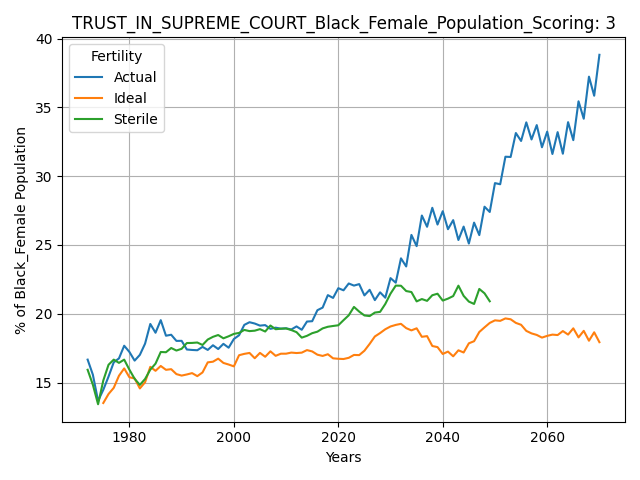 TRUST_IN_SUPREME_COURT_Black_Female_Population_Scoring: 3
Fertility
Actual
Ideal
Sterile
% of Black_Female Population
40
35
30
25
20
15
1980 2000 2020 2040 2060
Years